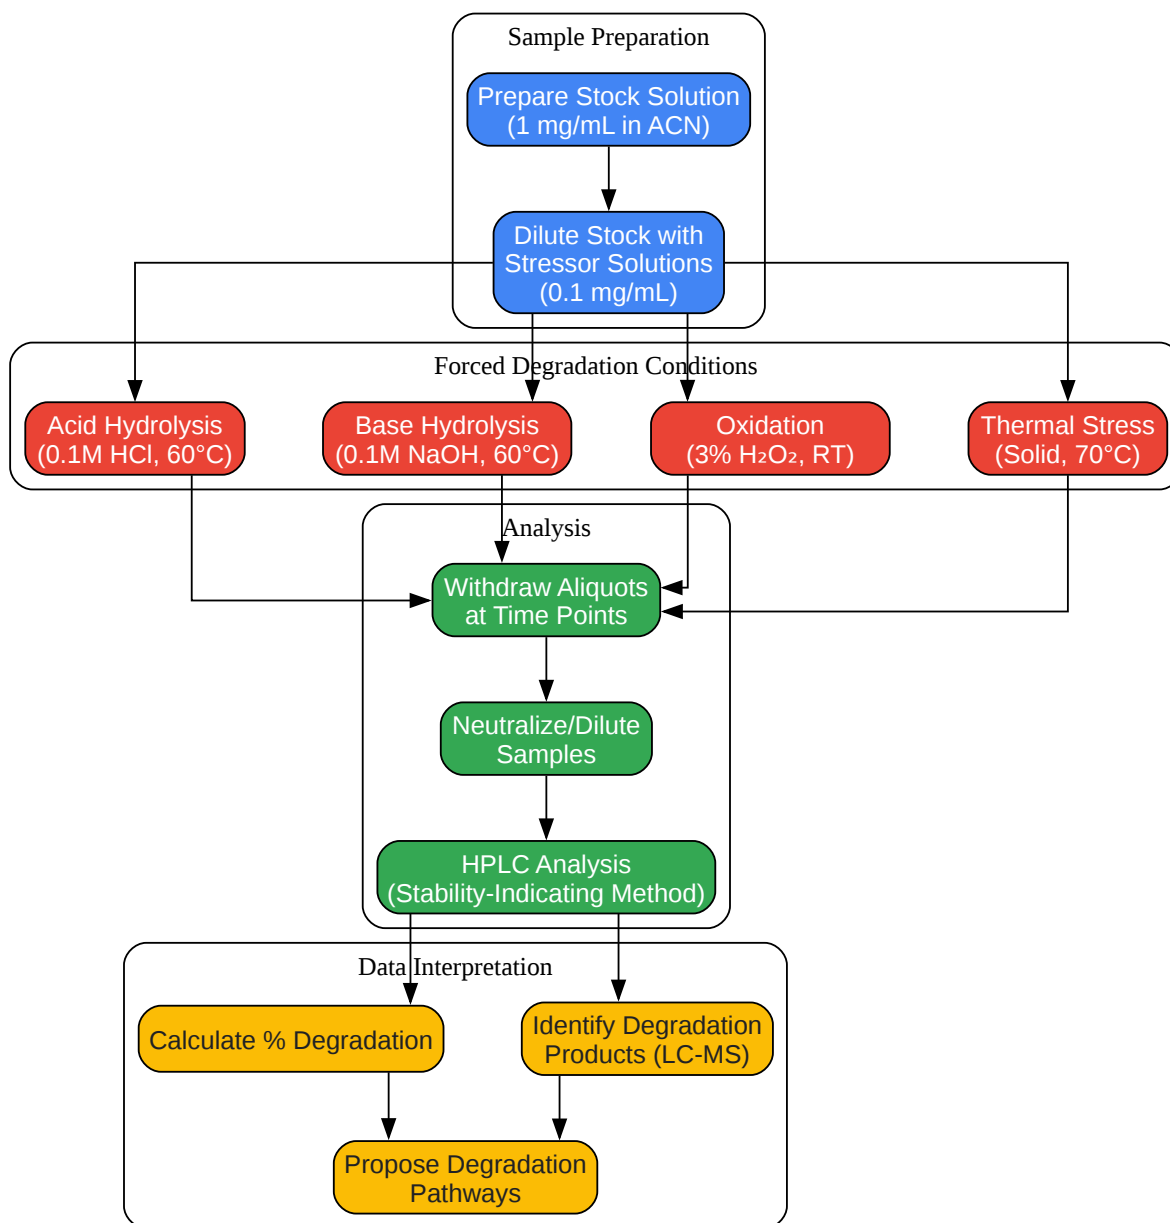 Sample Preparation
Prepare Stock Solution
(1 mg/mL in ACN)
Dilute Stock with
Stressor Solutions
(0.1 mg/mL)
Forced Degradation Conditions
Acid Hydrolysis
(0.1M HCl, 60°C)
Base Hydrolysis
(0.1M NaOH, 60°C)
Oxidation
(3% H₂O₂, RT)
Thermal Stress
(Solid, 70°C)
Analysis
Withdraw Aliquots
at Time Points
Neutralize/Dilute
Samples
HPLC Analysis
(Stability-Indicating Method)
Data Interpretation
Calculate % Degradation
Identify Degradation
Products (LC-MS)
Propose Degradation
Pathways